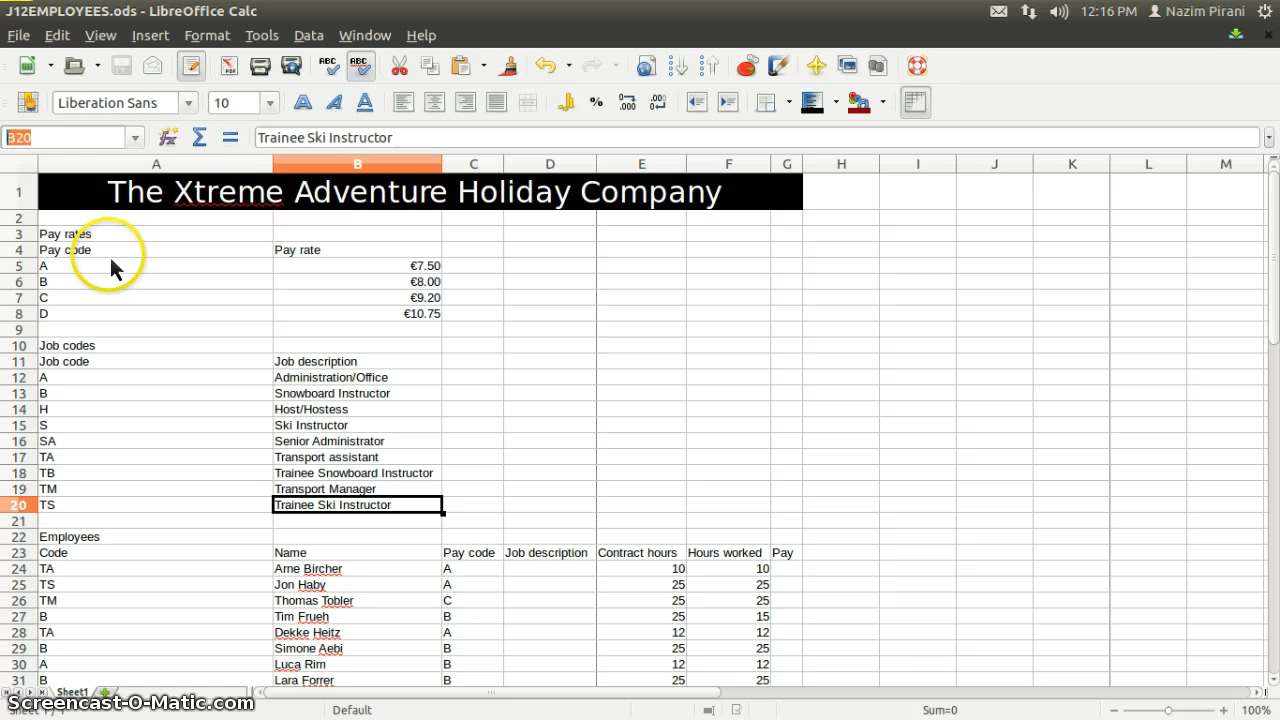 J12EMPLOYEES.ods - LibreOffice Calc 12:16 PM Nazim Pirani
File Edit View Insert Format Tools Data Window Help
Liberation Sans 10
B20 Trainee Ski Instructor
A B C D E F G H I J K L M
1 The Xtreme Adventure Holiday Company
2
3 Pay rates
4 Pay code Pay rate
5 A €7.50
6 B €8.00
7 C €9.20
8 D €10.75
9
10 Job codes
11 Job code Job description
12 A Administration/Office
13 B Snowboard Instructor
14 H Host/Hostess
15 S Ski Instructor
16 SA Senior Administrator
17 TA Transport assistant
18 TB Trainee Snowboard Instructor
19 TM Transport Manager
20 TS Trainee Ski Instructor
21
22 Employees
23 Code Name Pay code Job description Contract hours Hours worked Pay
24 TA Arne Bircher A 10 10
25 TS Jon Haby A 25 25
26 TM Thomas Tobler C 25 25
27 B Tim Frueh B 25 15
28 TA Dekke Heitz A 12 12
29 B Simone Aebi B 25 25
30 A Luca Rim B 12 12
31 B Lara Forrer B 25 25
Sheet1
Screencast-O-Matic.com
Default Sum=0 100%